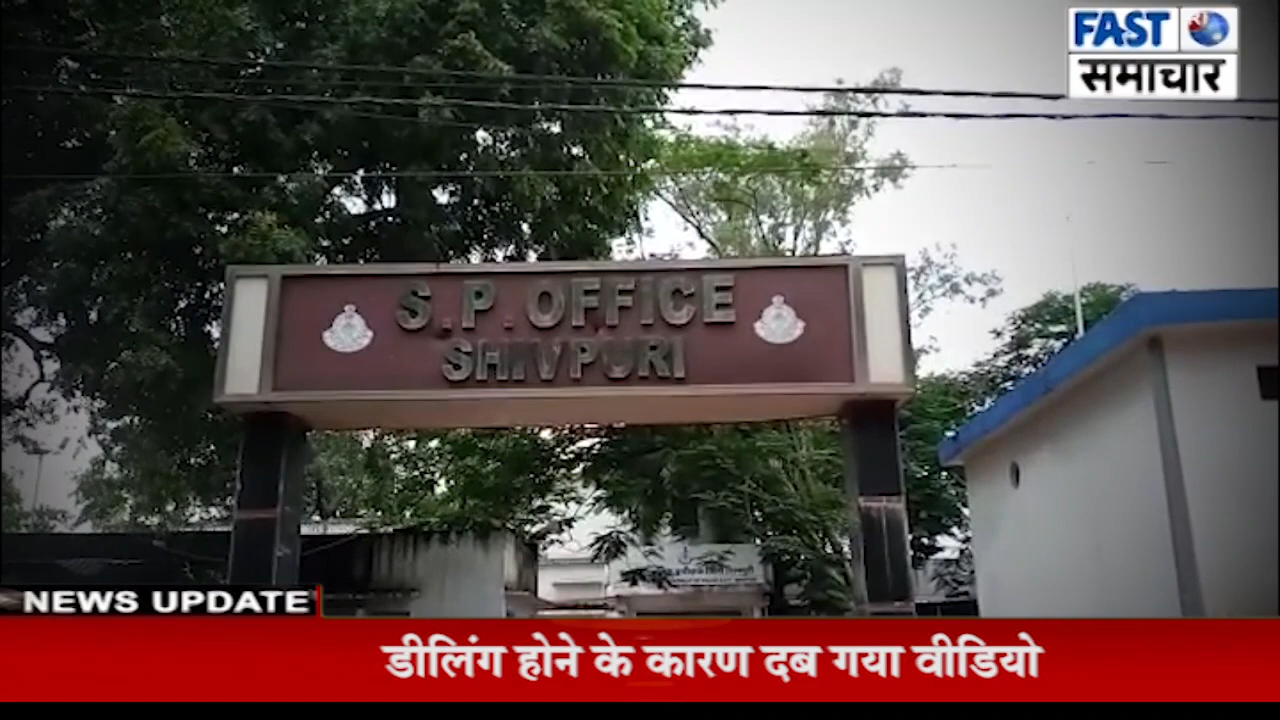 FAST
समाचार
S.P. OFFICE
SHIVPURI
NEWS UPDATE
डीलिंग होने के कारण दब गया वीडियो